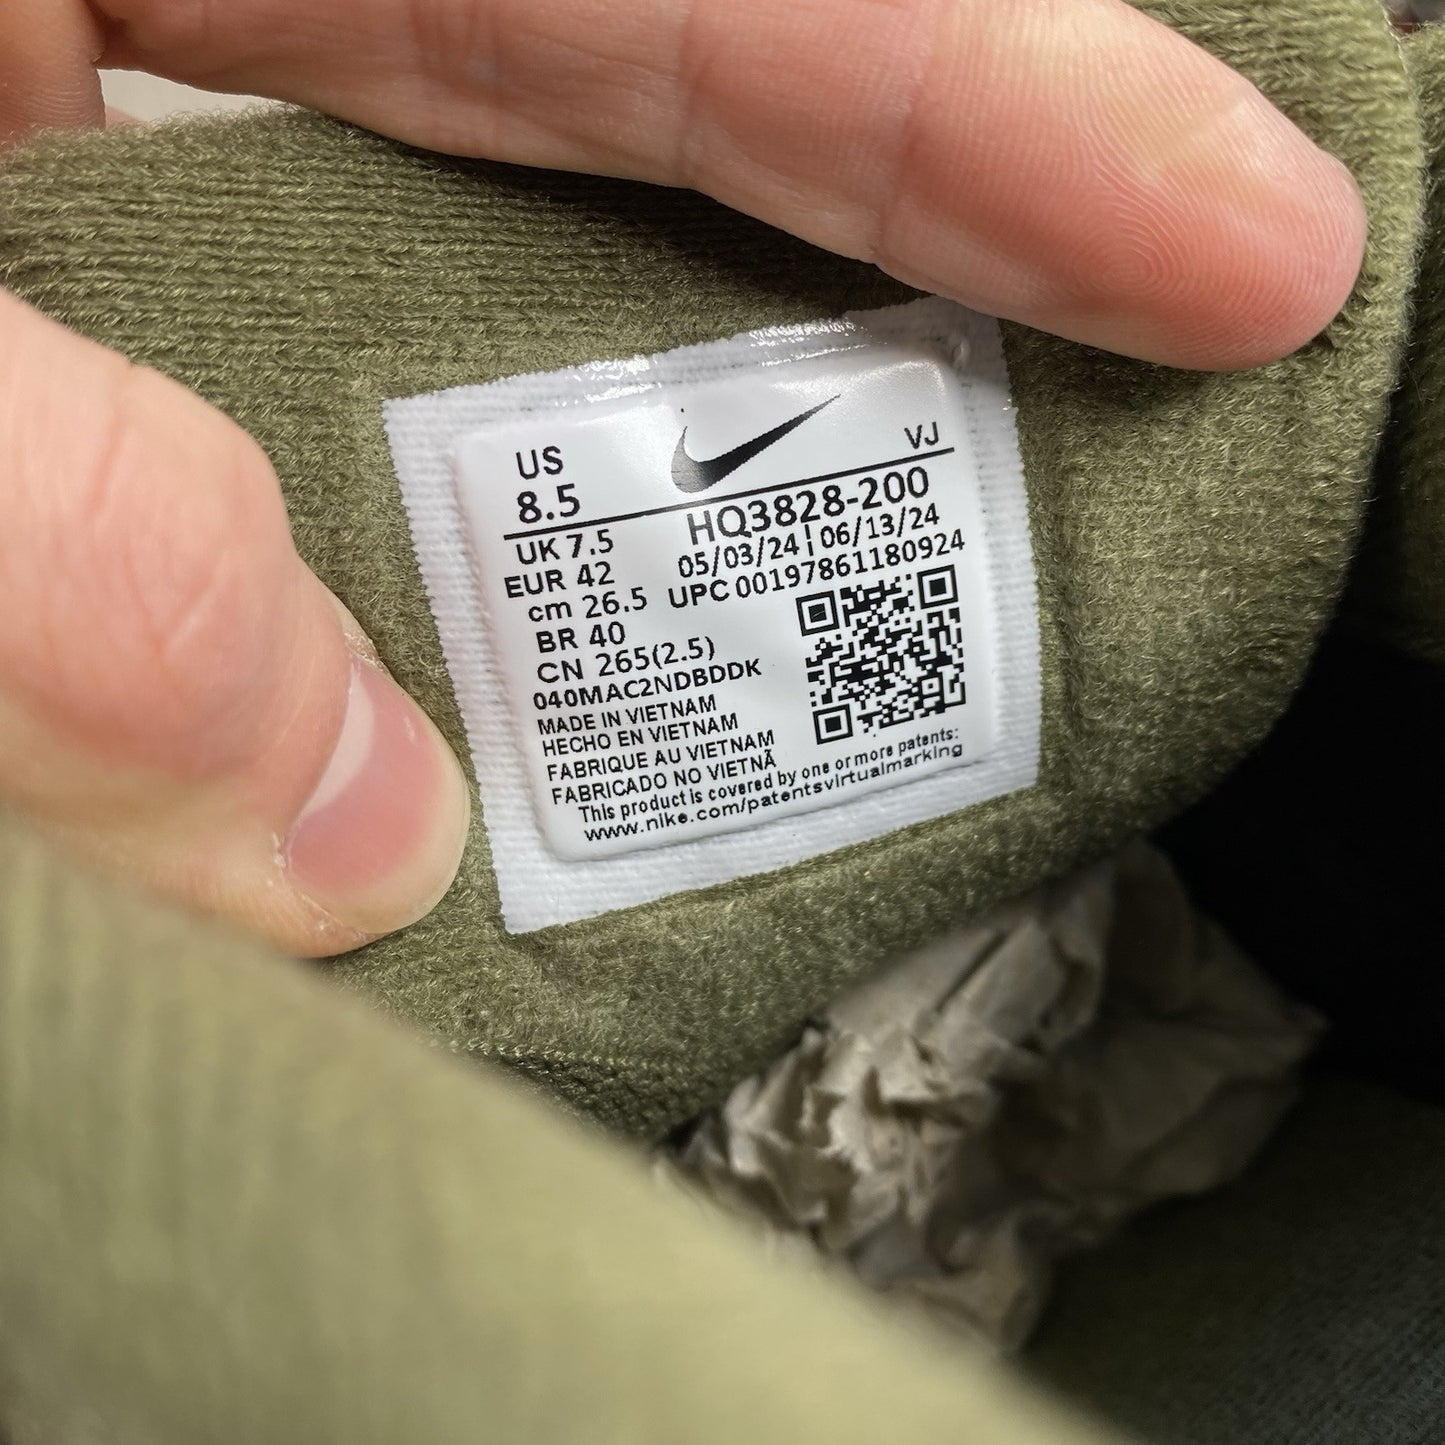 US
8.5
VJ
UK 7.5
EUR 42
cm 26.5
BR 40
CN 265(2.5)
HQ3828-200
05/03/24 | 06/13/24
UPC 00197861180924
040MAC2NDBDDK
MADE IN VIETNAM
HECHO EN VIETNAM
FABRIQUE AU VIETNAM
FABRICADO NO VIETNÃ
This product is covered by one or more patents:
www.nike.com/patentsvirtualmarking